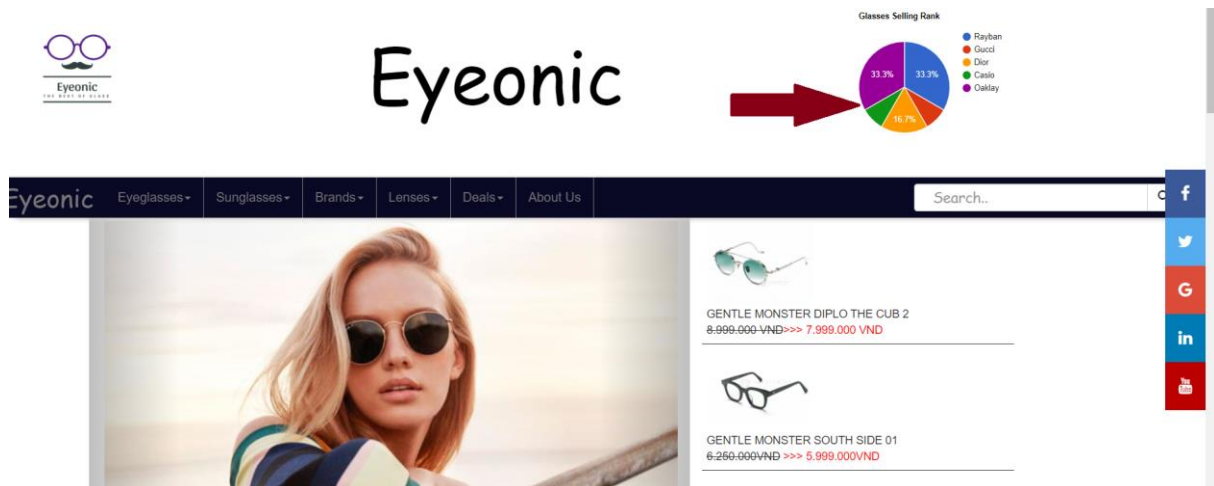 Eyeonic
THE BEST OF GLASS
Eyeonic
Glasses Selling Rank
33.3%
33.3%
16.7%
Rayban
Gucci
Dior
Casio
Oaklay
Eyeonic
Eyeglasses
Sunglasses
Brands
Lenses
Deals
About Us
Search..
f
G
in
You Tube
GENTLE MONSTER DIPLO THE CUB 2
8.999.000 VND>>> 7.999.000 VND
GENTLE MONSTER SOUTH SIDE 01
6.250.000VND >>> 5.999.000VND